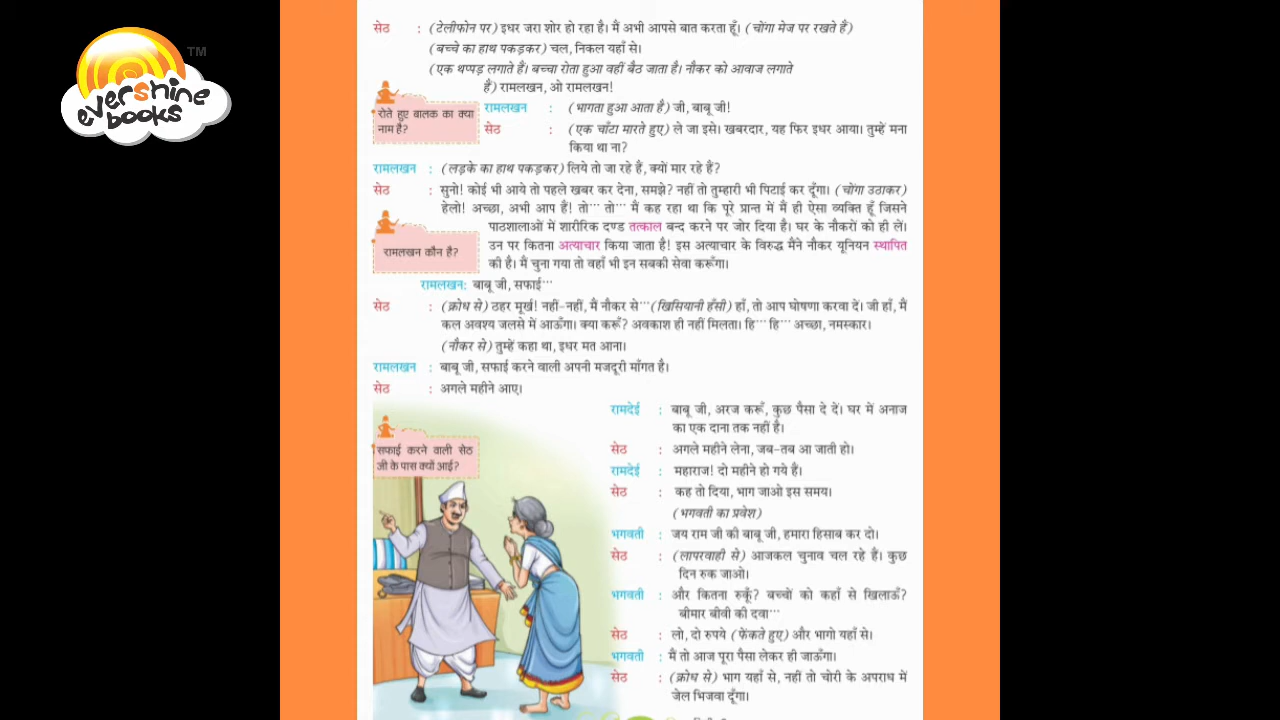 evershine
books
TM
सेठ : (टेलीफोन पर) इधर जरा शोर हो रहा है। मैं अभी आपसे बात करता हूँ। (चोंगा मेज पर रखते हैं)
(बच्चे का हाथ पकड़कर) चल, निकल यहाँ से।
(एक थप्पड़ लगाते हैं। बच्चा रोता हुआ वहीं बैठ जाता है। नौकर को आवाज लगाते
हैं) रामलखन, ओ रामलखन!
रोते हुए बालक का क्या
नाम है?
रामलखन : (भागता हुआ आता है) जी, बाबू जी!
सेठ : (एक चाँटा मारते हुए) ले जा इसे। खबरदार, यह फिर इधर आया। तुम्हें मना
किया था ना?
रामलखन : (लड़के का हाथ पकड़कर) लिये तो जा रहे हैं, क्यों मार रहे हैं?
सेठ : सुनो! कोई भी आये तो पहले खबर कर देना, समझे? नहीं तो तुम्हारी भी पिटाई कर दूँगा। (चोंगा उठाकर)
हेलो! अच्छा, अभी आप हैं! तो··· तो··· मैं कह रहा था कि पूरे प्रान्त में मैं ही ऐसा व्यक्ति हूँ जिसने
पाठशालाओं में शारीरिक दण्ड तत्काल बन्द करने पर जोर दिया है। घर के नौकरों को ही लें।
उन पर कितना अत्याचार किया जाता है! इस अत्याचार के विरुद्ध मैंने नौकर यूनियन स्थापित
की है। मैं चुना गया तो वहाँ भी इन सबकी सेवा करूँगा।
रामलखन कौन है?
रामलखन: बाबू जी, सफाई···
सेठ : (क्रोध से) ठहर मूर्ख! नहीं-नहीं, मैं नौकर से···(खिसियानी हँसी) हाँ, तो आप घोषणा करवा दें। जी हाँ, मैं
कल अवश्य जलसे में आऊँगा। क्या करूँ? अवकाश ही नहीं मिलता। हि··· हि··· अच्छा, नमस्कार।
(नौकर से) तुम्हें कहा था, इधर मत आना।
रामलखन : बाबू जी, सफाई करने वाली अपनी मजदूरी माँगत है।
सेठ : अगले महीने आए।
रामदेई : बाबू जी, अरज करूँ, कुछ पैसा दे दें। घर में अनाज
का एक दाना तक नहीं है।
सफाई करने वाली सेठ
जी के पास क्यों आई?
सेठ : अगले महीने लेना, जब-तब आ जाती हो।
रामदेई : महाराज! दो महीने हो गये हैं।
सेठ : कह तो दिया, भाग जाओ इस समय।
(भगवती का प्रवेश)
भगवती : जय राम जी की बाबू जी, हमारा हिसाब कर दो।
सेठ : (लापरवाही से) आजकल चुनाव चल रहे हैं। कुछ
दिन रुक जाओ।
भगवती : और कितना रुकूँ? बच्चों को कहाँ से खिलाऊँ?
बीमार बीवी की दवा···
सेठ : लो, दो रुपये (फेंकते हुए) और भागो यहाँ से।
भगवती : मैं तो आज पूरा पैसा लेकर ही जाऊँगा।
सेठ : (क्रोध से) भाग यहाँ से, नहीं तो चोरी के अपराध में
जेल भिजवा दूँगा।